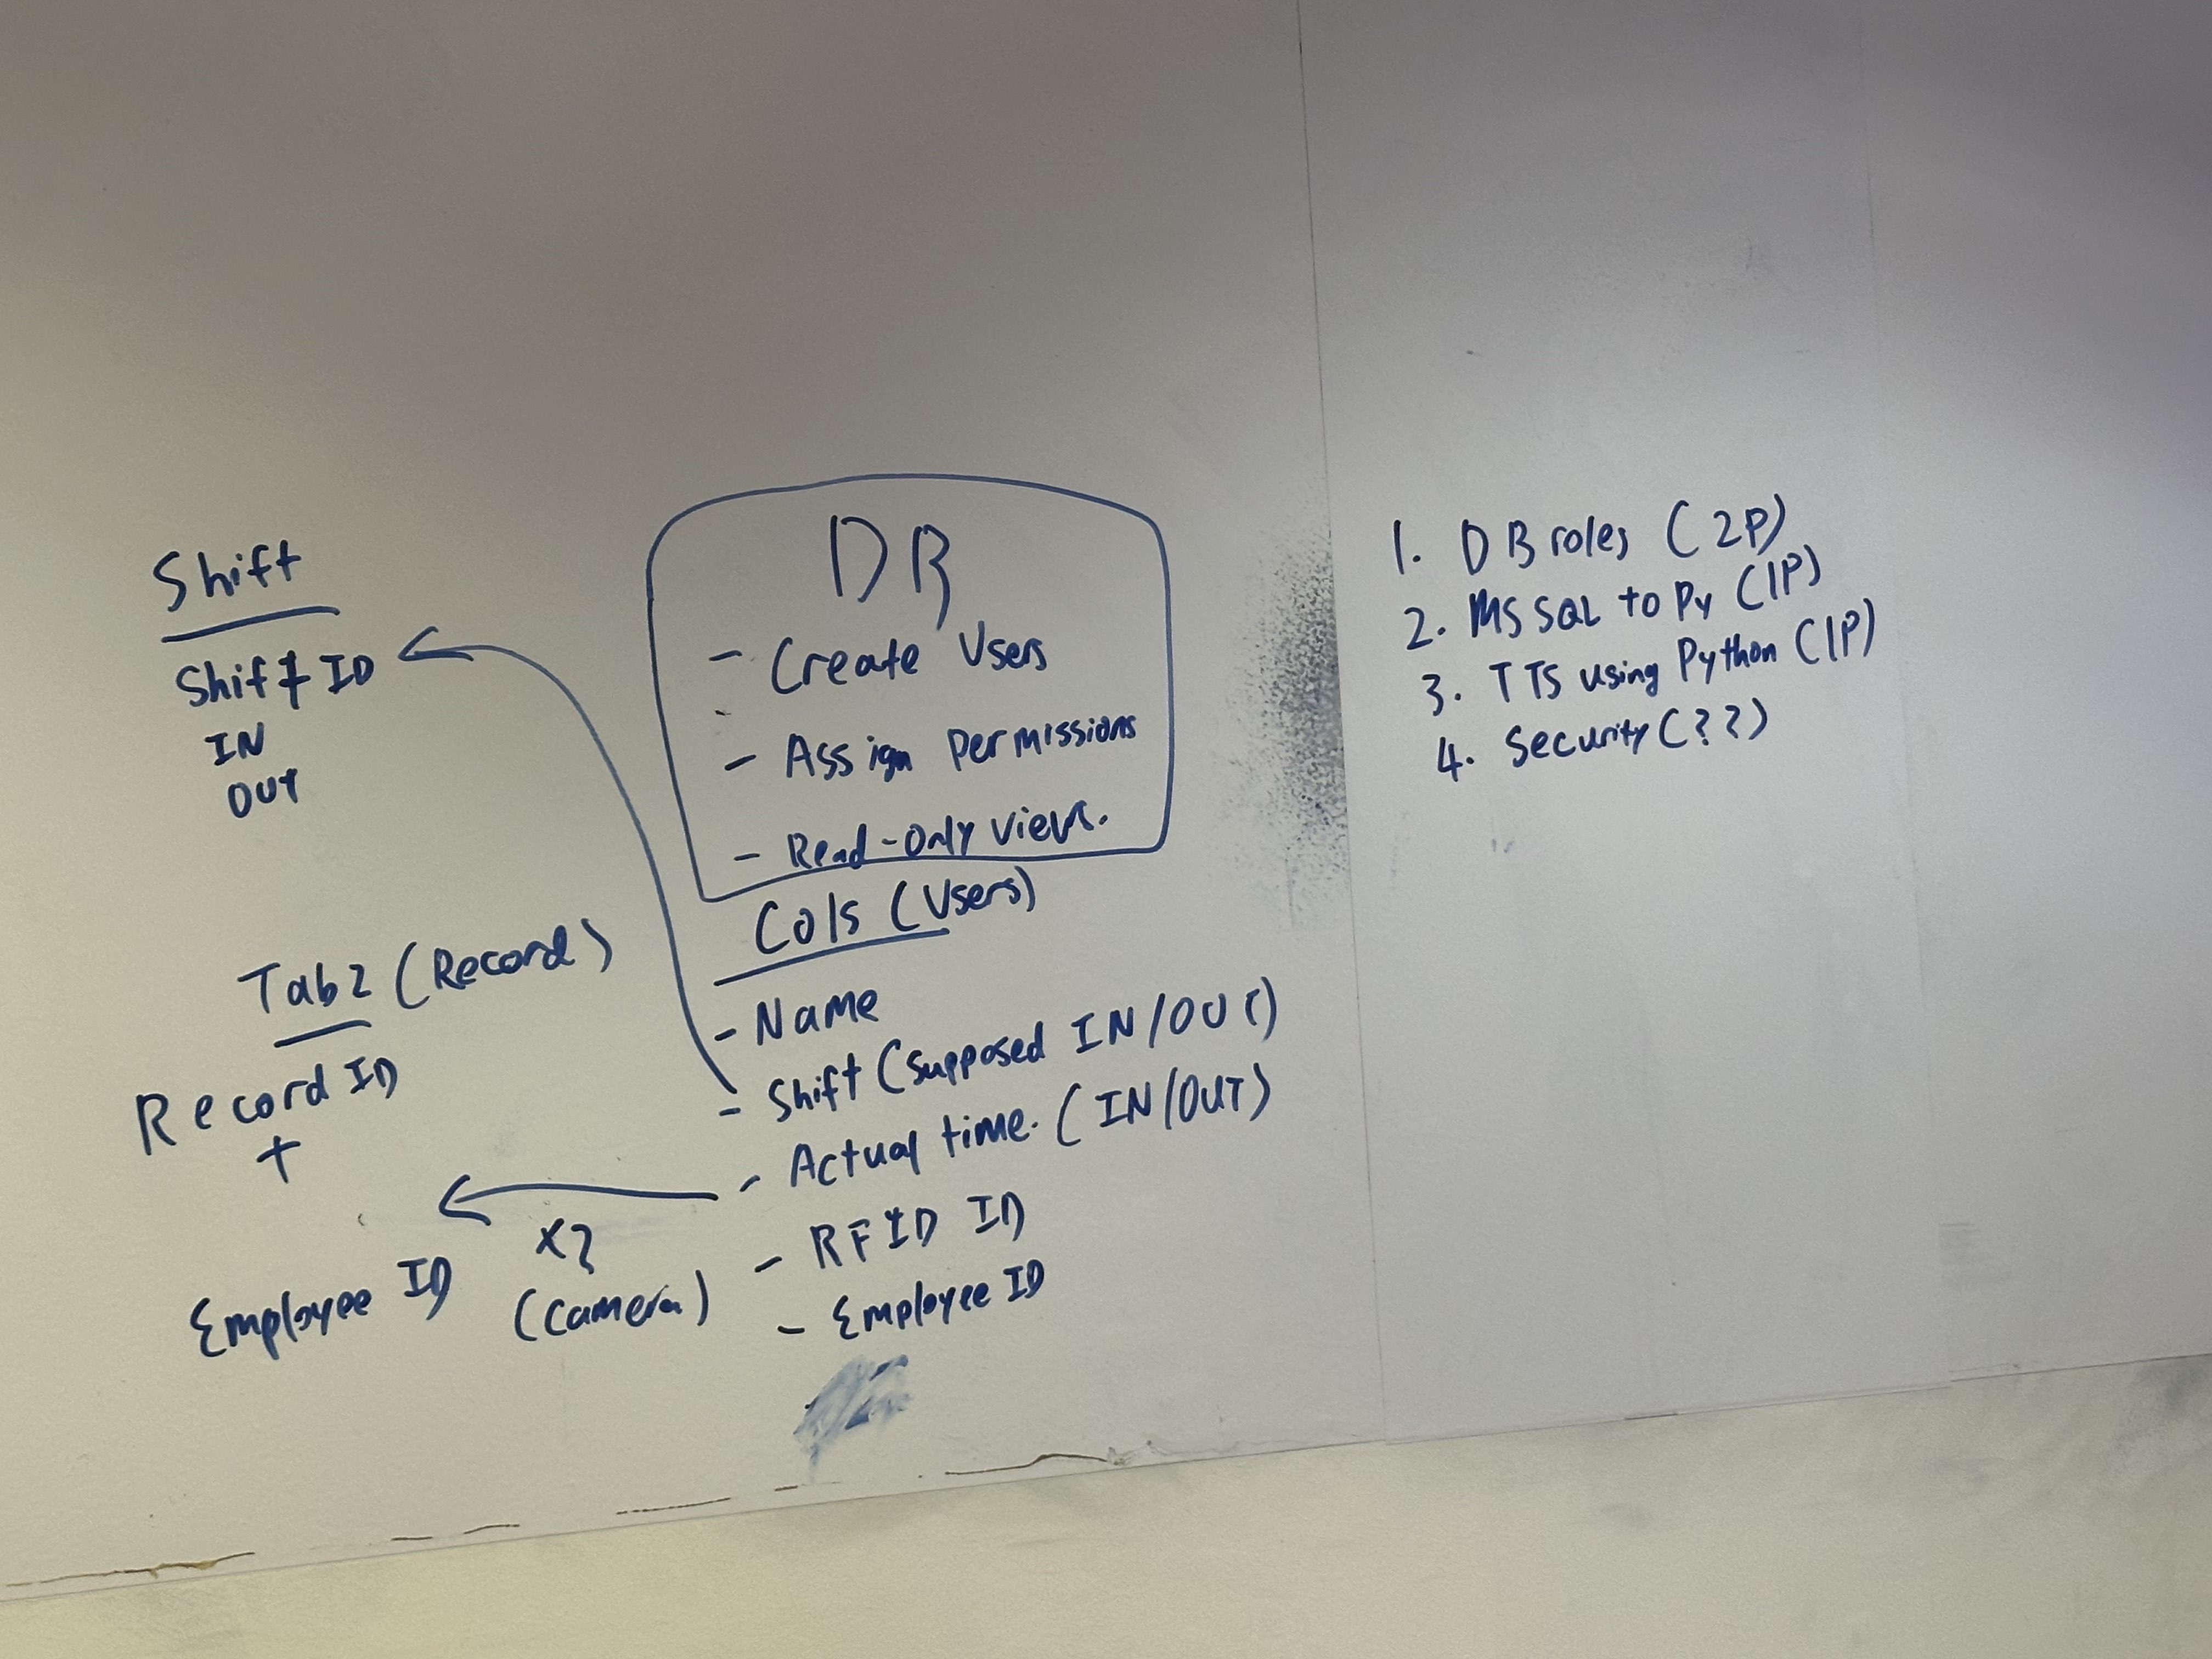 Shift
Shift ID
IN
OUT
Tab2 (Record)
Record ID
+
Employee ID
x2
(camera)
DB
- Create Users
- Assign Permissions
- Read-Only View.
Cols (Users)
- Name
- Shift (supposed IN/OUT)
- Actual time. (IN/OUT)
- RFID ID
- Employee ID
1. DB roles (2P)
2. MS SQL to Py (1P)
3. TTS using Python (1P)
4. Security (??)